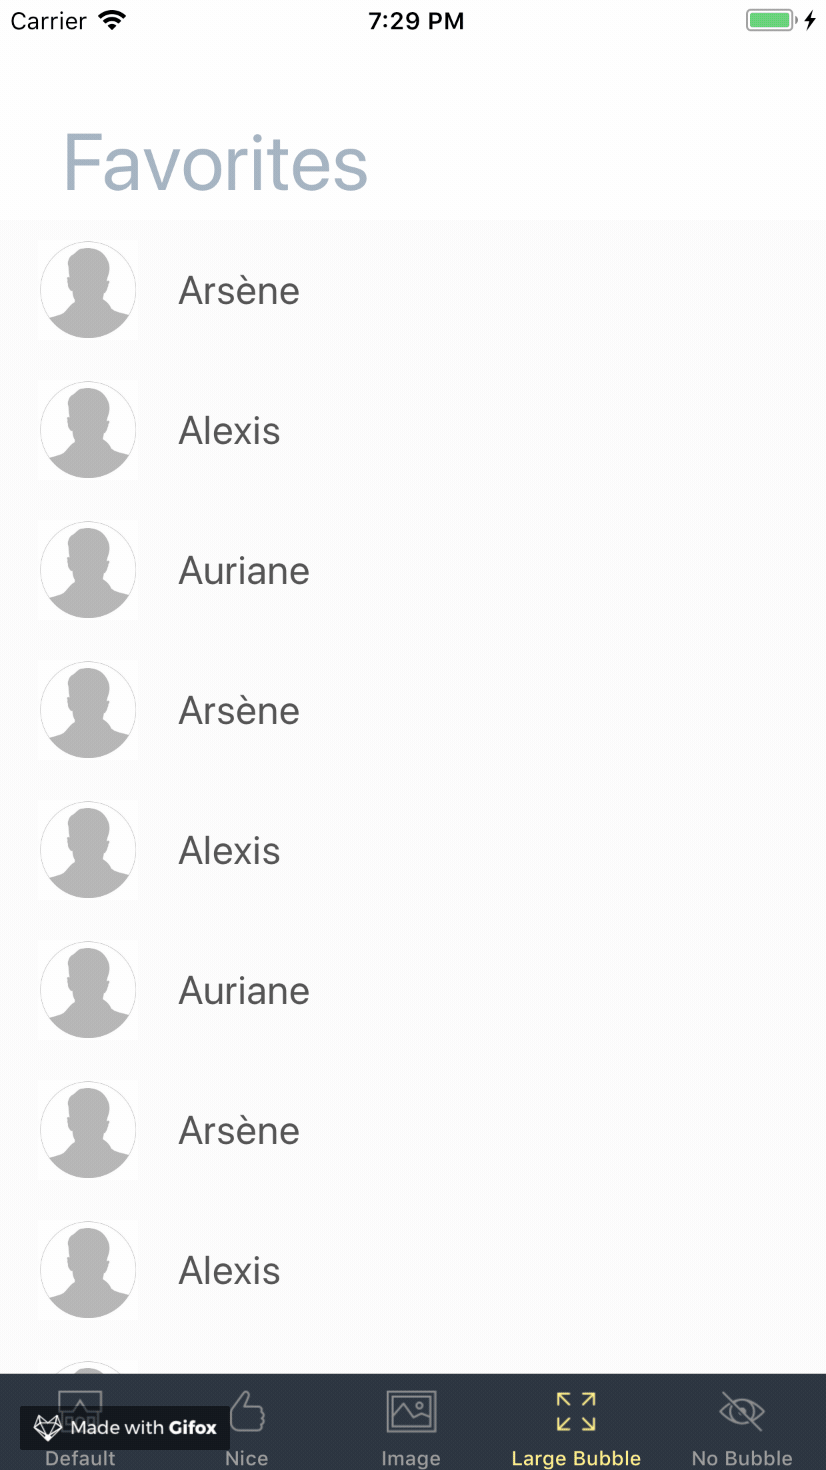 Carrier 7:29 PM
Favorites
Arsène
Alexis
Auriane
Arsène
Alexis
Auriane
Arsène
Alexis
Made with Gifox
Default Nice Image Large Bubble No Bubble